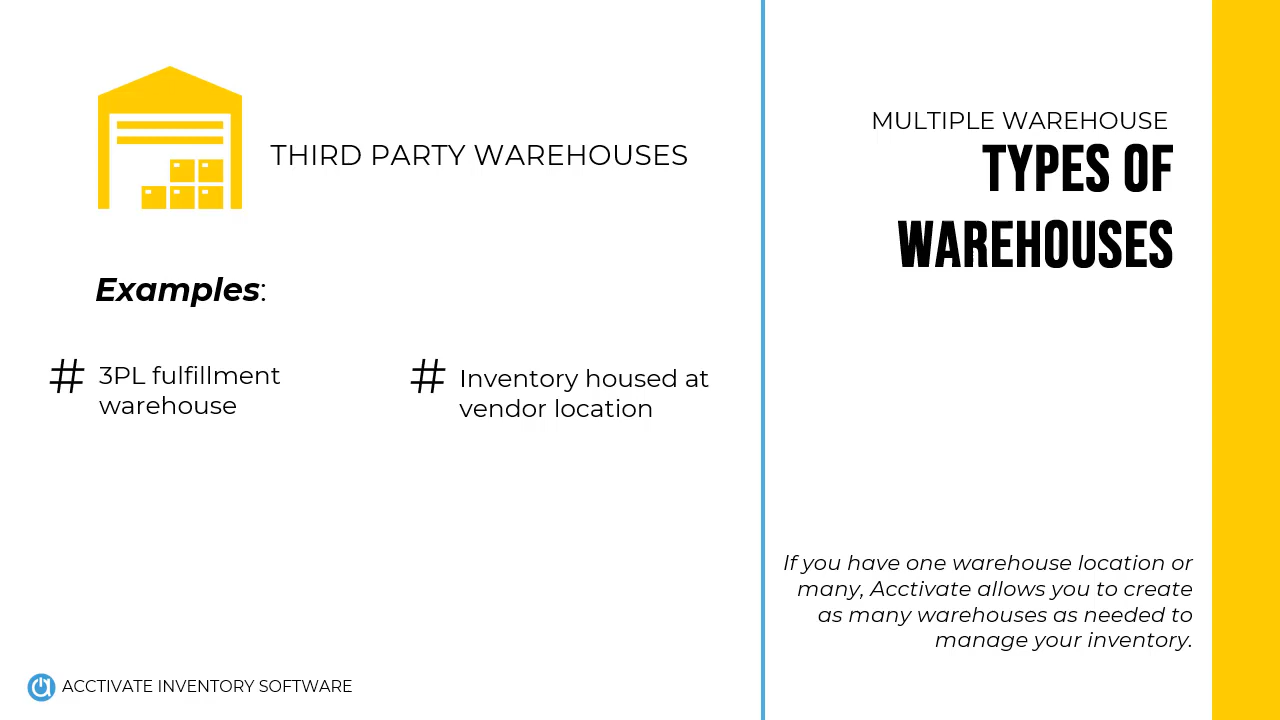 THIRD PARTY WAREHOUSES
Examples:
# 3PL fulfillment
warehouse
# Inventory housed at
vendor location
ACCTIVATE INVENTORY SOFTWARE
MULTIPLE WAREHOUSE
TYPES OF
WAREHOUSES
If you have one warehouse location or
many, Acctivate allows you to create
as many warehouses as needed to
manage your inventory.